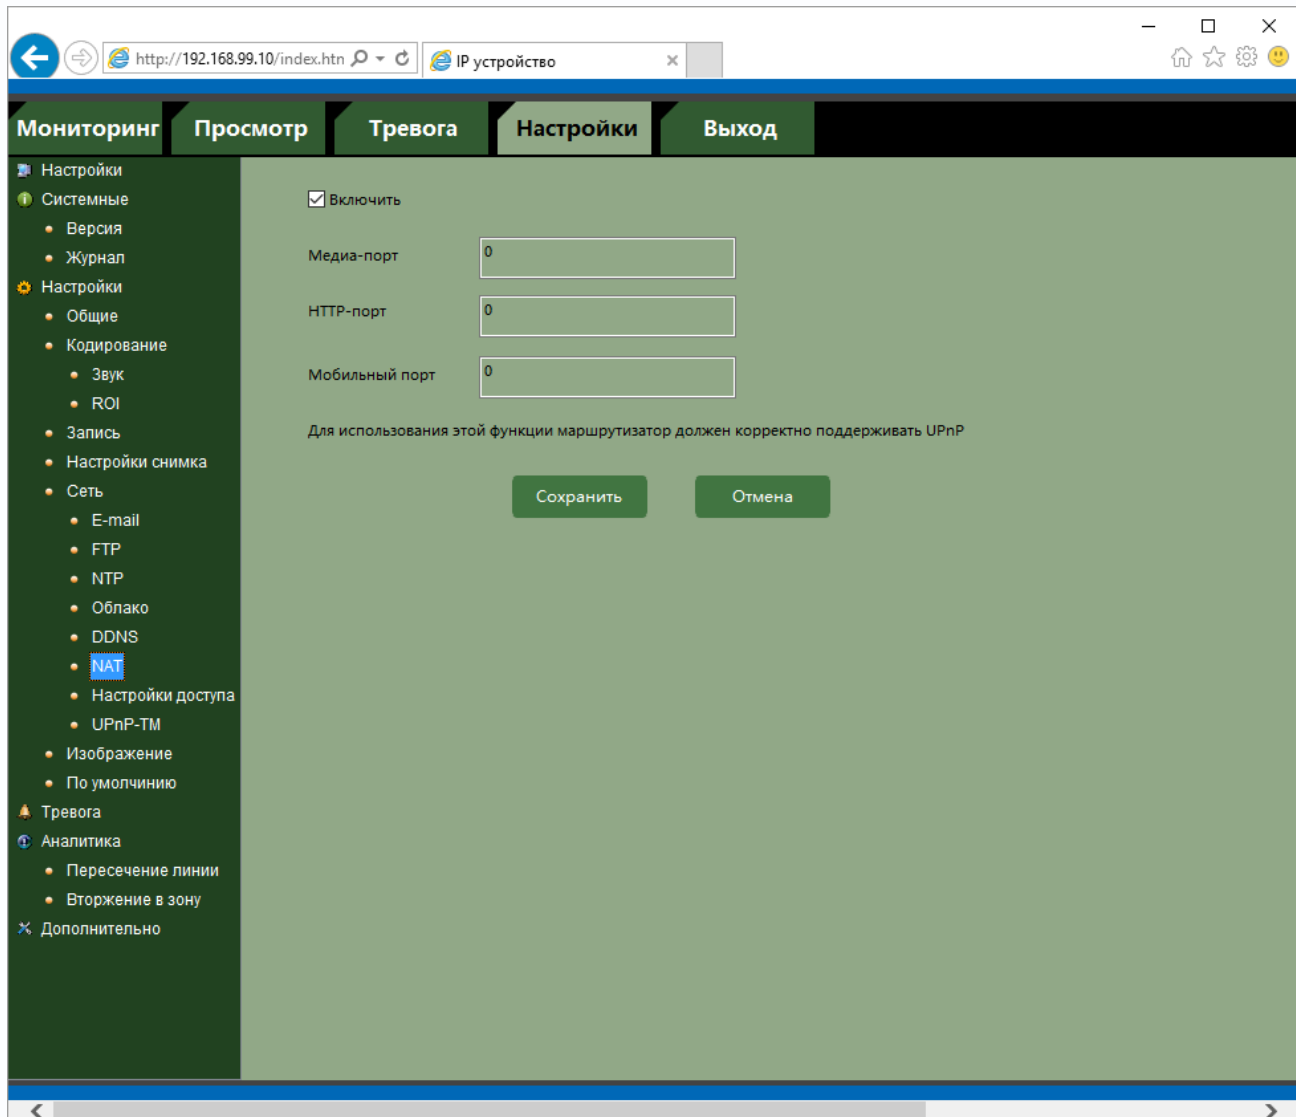 http://192.168.99.10/index.htn
IP устройство
Мониторинг
Просмотр
Тревога
Настройки
Выход
Настройки
Системные
Версия
Журнал
Настройки
Общие
Кодирование
Звук
ROI
Запись
Настройки снимка
Сеть
E-mail
FTP
NTP
Облако
DDNS
NAT
Настройки доступа
UPnP-TM
Изображение
По умолчинию
Тревога
Аналитика
Пересечение линии
Вторжение в зону
Дополнительно
Включить
Медиа-порт
0
HTTP-порт
0
Мобильный порт
0
Для использования этой функции маршрутизатор должен корректно поддерживать UPnP
Сохранить
Отмена